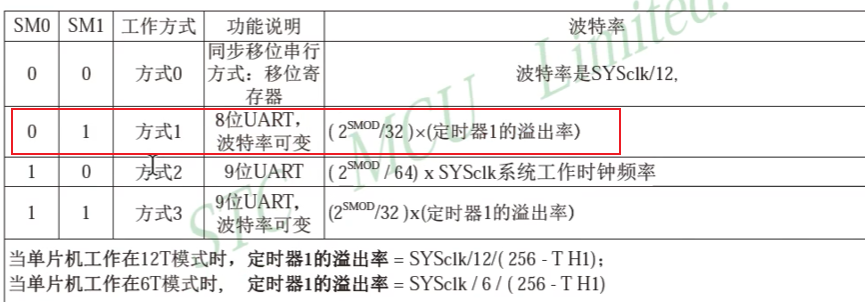 SM0 SM1 工作方式 功能说明 波特率
0 0 方式0 同步移位串行方式：移位寄存器 波特率是SYSclk/12,
0 1 方式1 8位UART，波特率可变 ( 2^SMOD/32 )×(定时器1的溢出率)
1 0 方式2 9位UART ( 2^SMOD / 64) x SYSclk系统工作时钟频率
1 1 方式3 9位UART，波特率可变 (2^SMOD/32 )x(定时器1的溢出率)
当单片机工作在12T模式时，定时器1的溢出率 = SYSclk/12/( 256 - T H1);
当单片机工作在6T模式时， 定时器1的溢出率 = SYSclk / 6 / ( 256 - T H1)
STC MCU Limited.